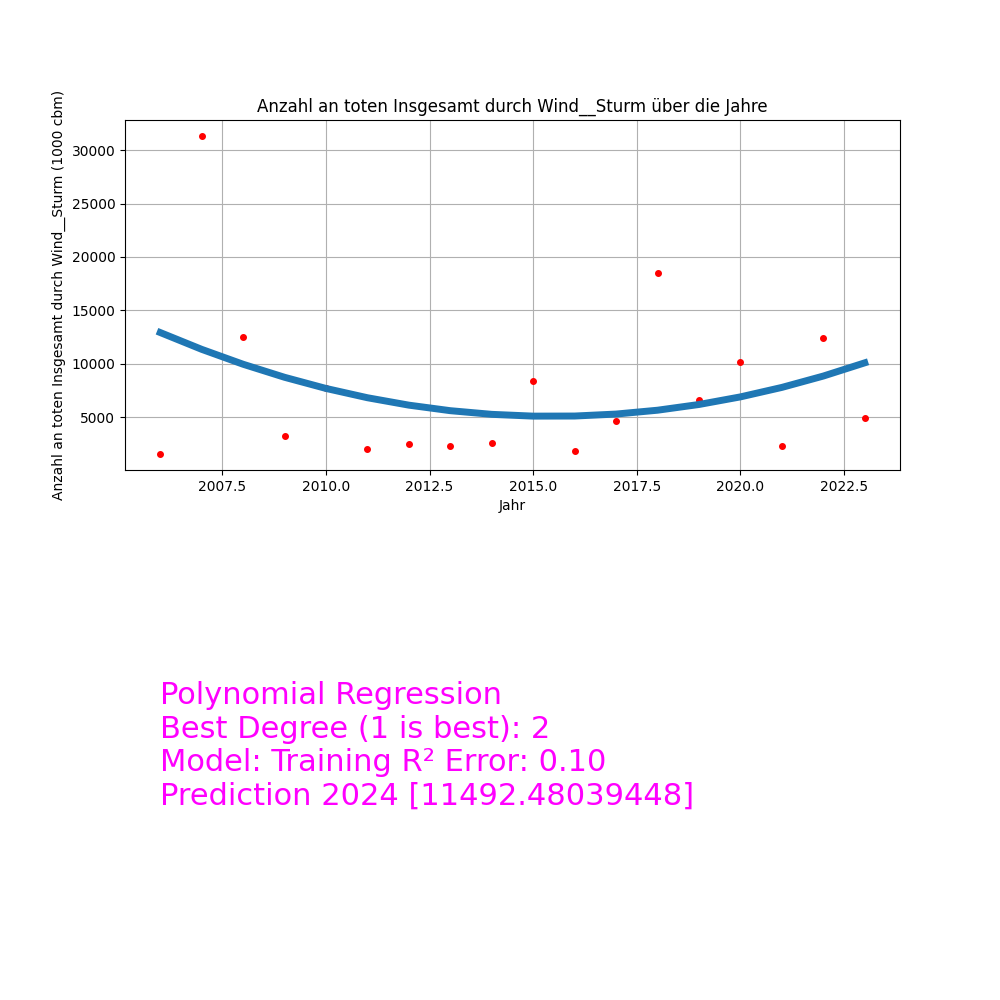 Anzahl an toten Insgesamt durch Wind__Sturm über die Jahre
Anzahl an toten Insgesamt durch Wind__Sturm (1000 cbm)
30000
25000
20000
15000
10000
5000
2007.5 2010.0 2012.5 2015.0 2017.5 2020.0 2022.5
Jahr
Polynomial Regression
Best Degree (1 is best): 2
Model: Training R² Error: 0.10
Prediction 2024 [11492.48039448]